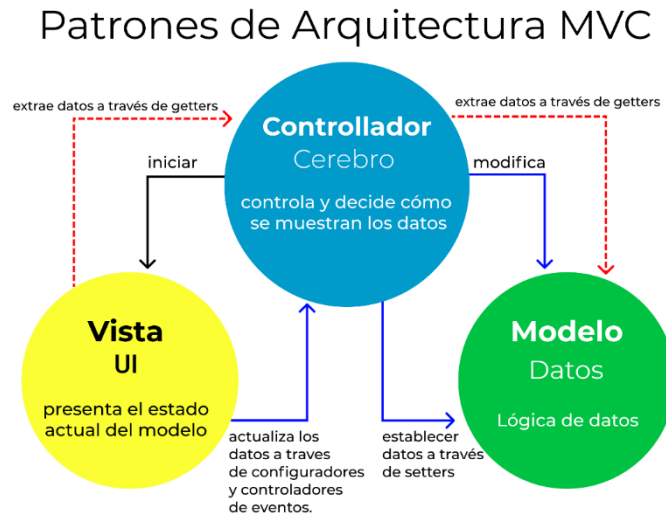 Patrones de Arquitectura MVC
extrae datos a través de getters
extrae datos a través de getters
Controllador
Cerebro
controla y decide cómo
se muestran los datos
iniciar
modifica
Vista
UI
presenta el estado
actual del modelo
Modelo
Datos
Lógica de datos
actualiza los
datos a traves
de configuradores
y controladores
de eventos.
establecer
datos a través
de setters